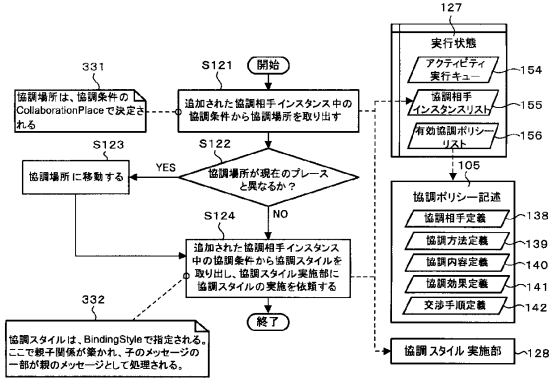 127
実行状態
アクティビティ
実行キュー
154
協調相手
インスタンスリスト
155
有効協調ポリシー
リスト
156
331
協調場所は、協調条件の
CollaborationPlaceで決定さ
れる
開始
S121
追加された協調相手インスタンス中の
協調条件から協調場所を取り出す
S122
協調場所が現在のプレース
と異なるか？
YES
NO
S123
協調場所に移動する
S124
追加された協調相手インスタンス
中の協調条件から協調スタイルを
取り出し、協調スタイル実施部に
協調スタイルの実施を依頼する
終了
332
協調スタイルは、BindingStyleで指定される。
ここで親子関係が築かれ、子のメッセージの
一部が親のメッセージとして処理される。
105
協調ポリシー記述
協調相手定義
138
協調方法定義
139
協調内容定義
140
協調効果定義
141
交渉手順定義
142
協調スタイル実施部
128